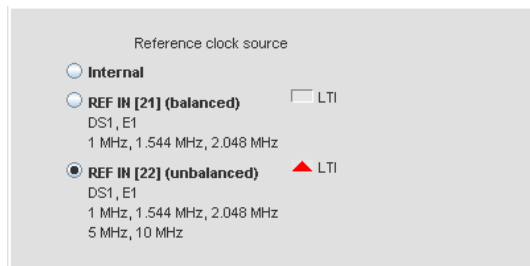 Reference clock source
Internal
REF IN [21] (balanced) LTI
DS1, E1
1 MHz, 1.544 MHz, 2.048 MHz
REF IN [22] (unbalanced) LTI
DS1, E1
1 MHz, 1.544 MHz, 2.048 MHz
5 MHz, 10 MHz